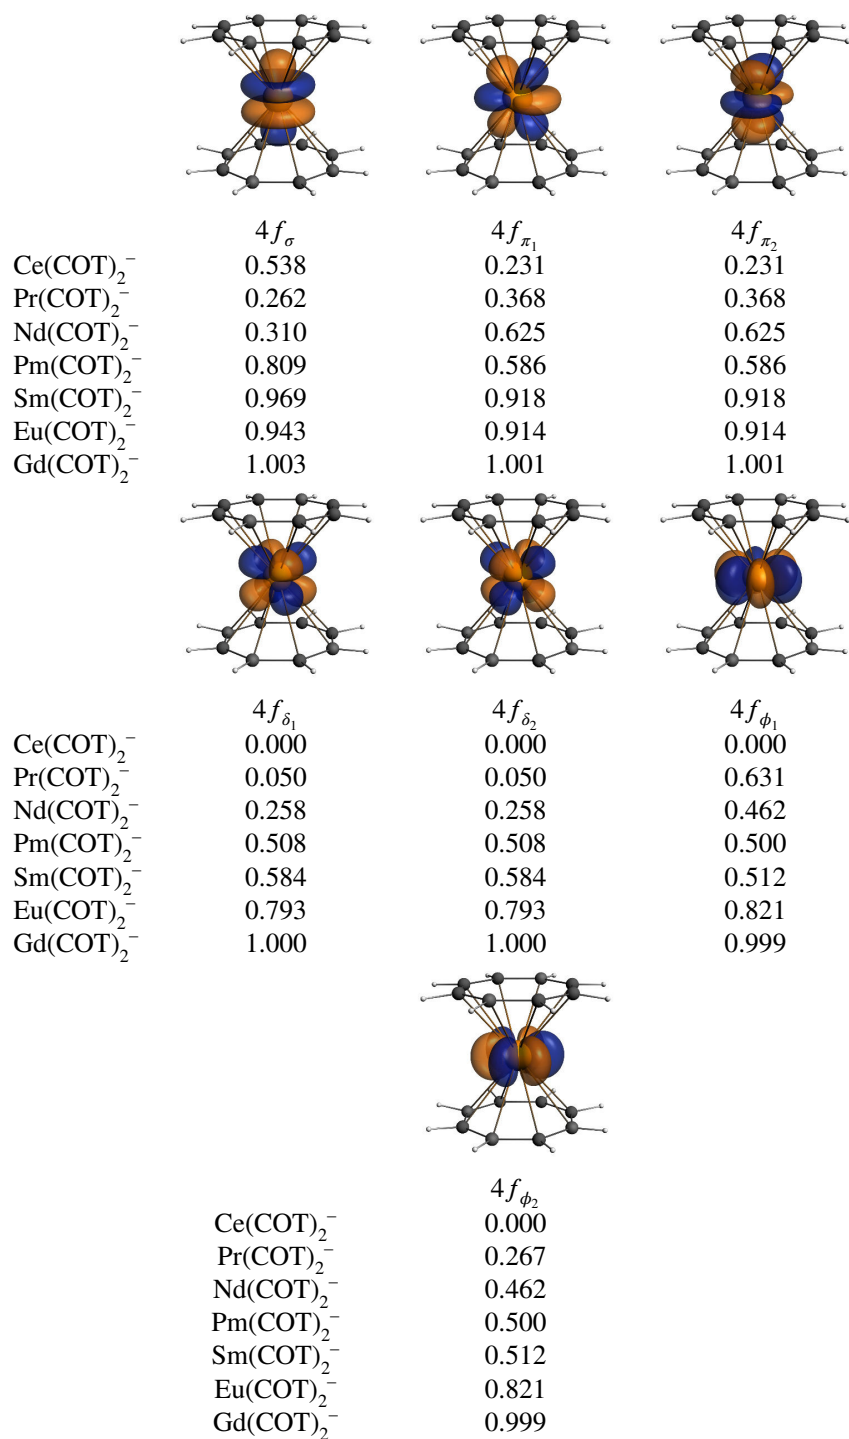 4f_σ 4f_π₁ 4f_π₂
Ce(COT)₂⁻ 0.538 0.231 0.231
Pr(COT)₂⁻ 0.262 0.368 0.368
Nd(COT)₂⁻ 0.310 0.625 0.625
Pm(COT)₂⁻ 0.809 0.586 0.586
Sm(COT)₂⁻ 0.969 0.918 0.918
Eu(COT)₂⁻ 0.943 0.914 0.914
Gd(COT)₂⁻ 1.003 1.001 1.001
4f_δ₁ 4f_δ₂ 4f_ϕ₁
Ce(COT)₂⁻ 0.000 0.000 0.000
Pr(COT)₂⁻ 0.050 0.050 0.631
Nd(COT)₂⁻ 0.258 0.258 0.462
Pm(COT)₂⁻ 0.508 0.508 0.500
Sm(COT)₂⁻ 0.584 0.584 0.512
Eu(COT)₂⁻ 0.793 0.793 0.821
Gd(COT)₂⁻ 1.000 1.000 0.999
4f_ϕ₂
Ce(COT)₂⁻ 0.000
Pr(COT)₂⁻ 0.267
Nd(COT)₂⁻ 0.462
Pm(COT)₂⁻ 0.500
Sm(COT)₂⁻ 0.512
Eu(COT)₂⁻ 0.821
Gd(COT)₂⁻ 0.999